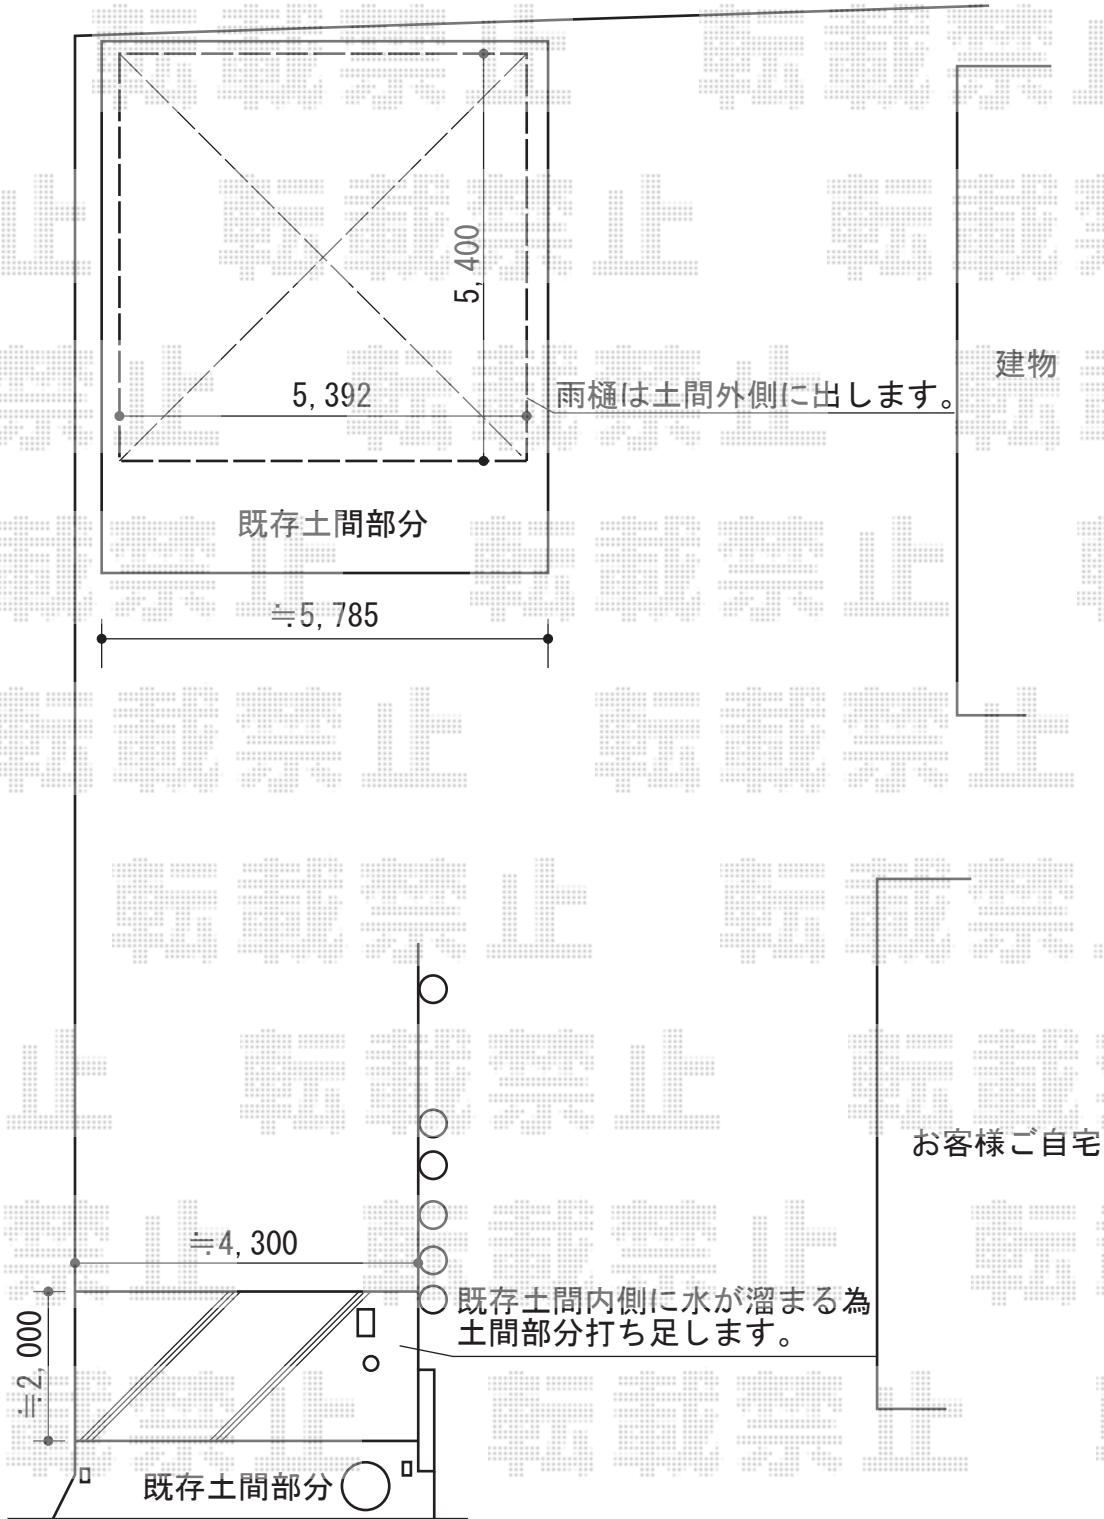 5,400
建物
5,392
雨樋は土間外側に出します。
既存土間部分
≒5,785
お客様ご自宅
≒4,300
既存土間内側に水が溜まる為
土間部分打ち足します。
≒2,000
既存土間部分
転載禁止